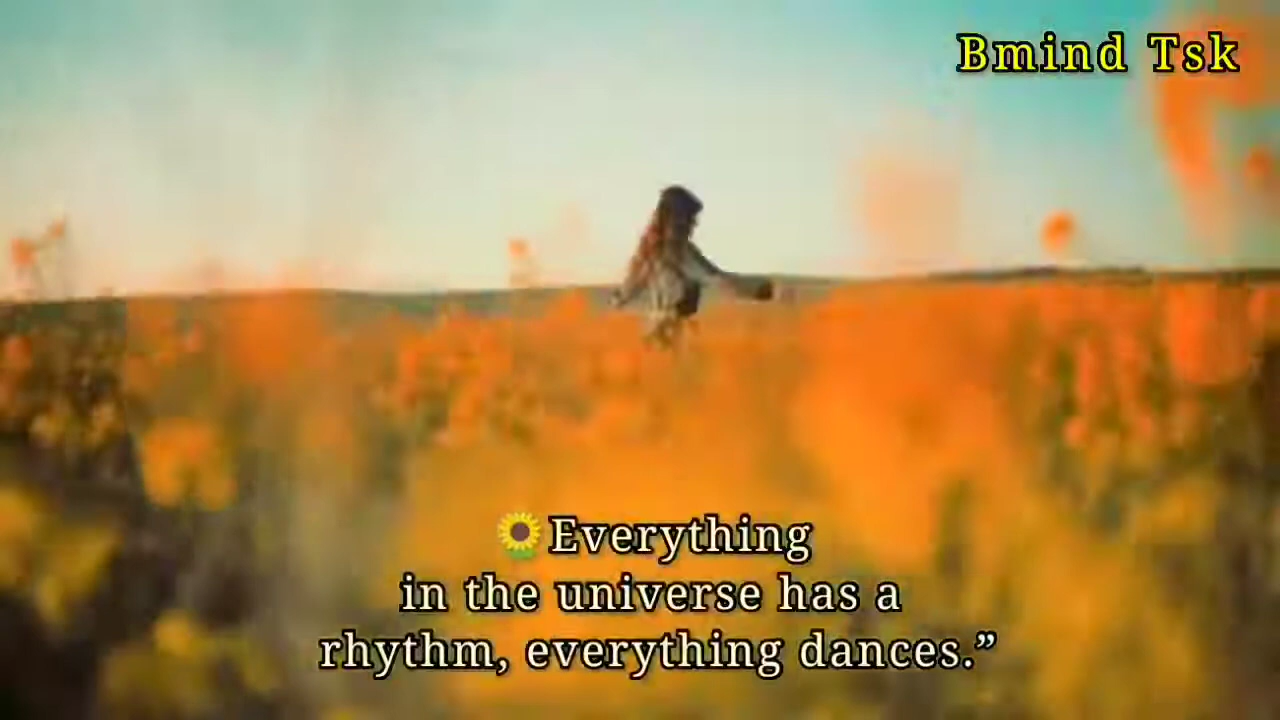 Bmind Tsk
🌻Everything
in the universe has a
rhythm, everything dances.”